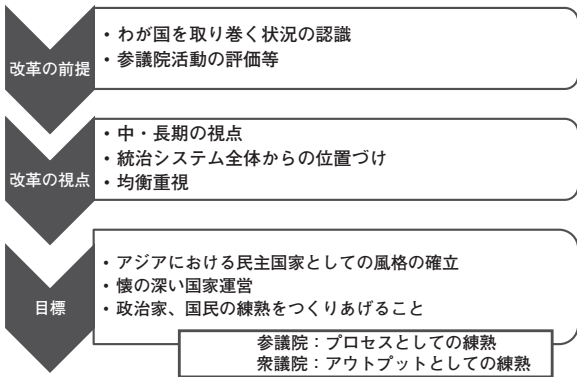 改革の前提
・わが国を取り巻く状況の認識
・参議院活動の評価等
改革の視点
・中・長期の視点
・統治システム全体からの位置づけ
・均衡重視
目標
・アジアにおける民主国家としての風格の確立
・懐の深い国家運営
・政治家、国民の練熟をつくりあげること
参議院：プロセスとしての練熟
衆議院：アウトプットとしての練熟